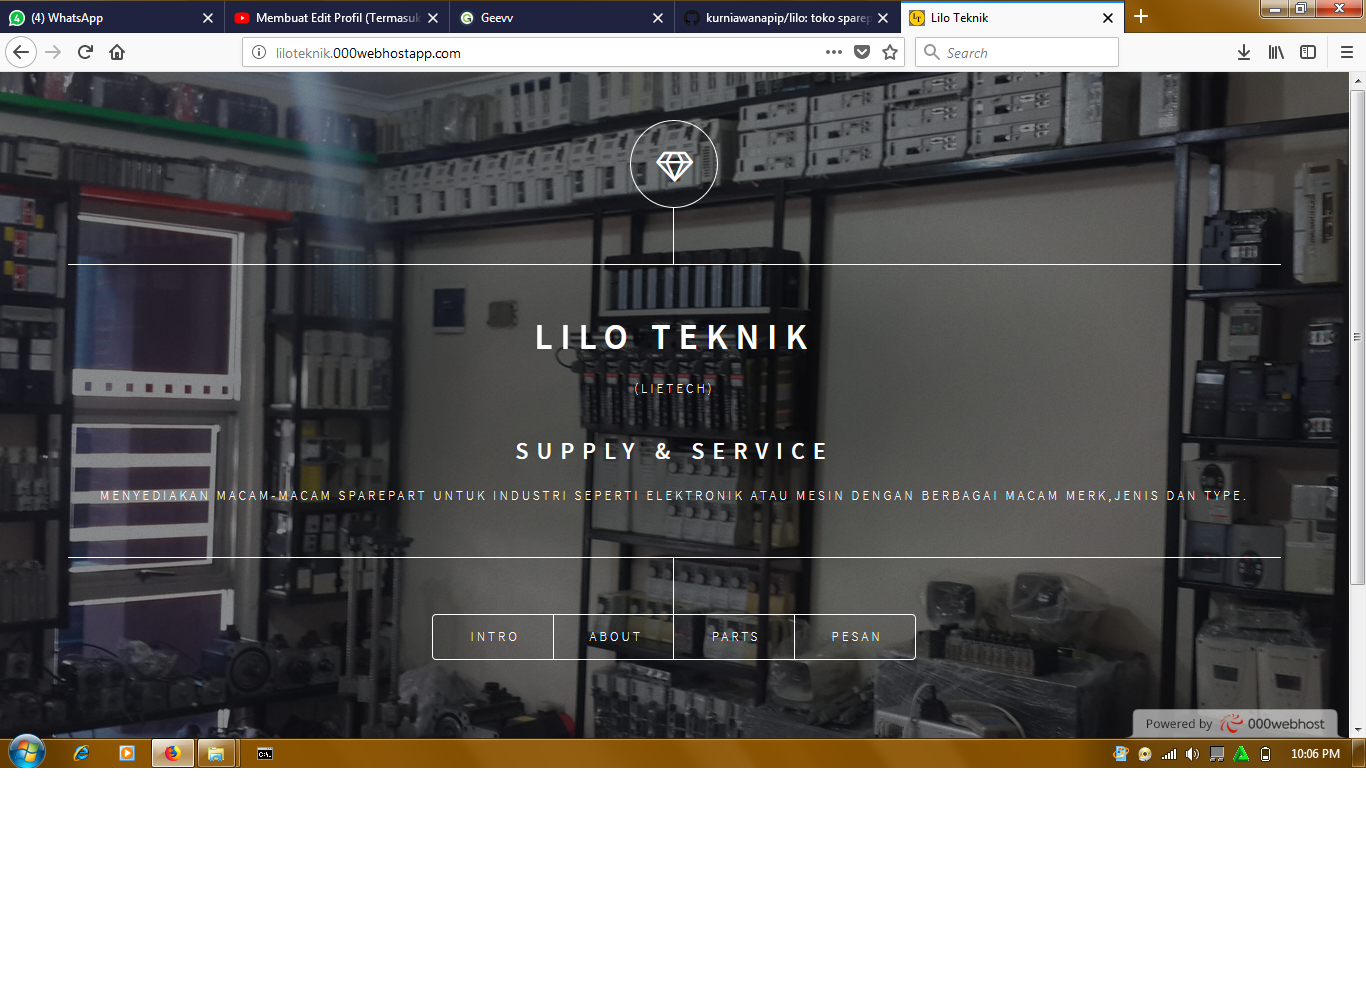 (4) WhatsApp
Membuat Edit Profil (Termasuk
Geevv
kurniawanapip/lilo: toko sparep
Lilo Teknik
liloteknik.000webhostapp.com
Search
LILO TEKNIK
(LIETECH)
SUPPLY & SERVICE
MENYEDIAKAN MACAM-MACAM SPAREPART UNTUK INDUSTRI SEPERTI ELEKTRONIK ATAU MESIN DENGAN BERBAGAI MACAM MERK,JENIS DAN TYPE.
INTRO
ABOUT
PARTS
PESAN
Powered by 000webhost
10:06 PM